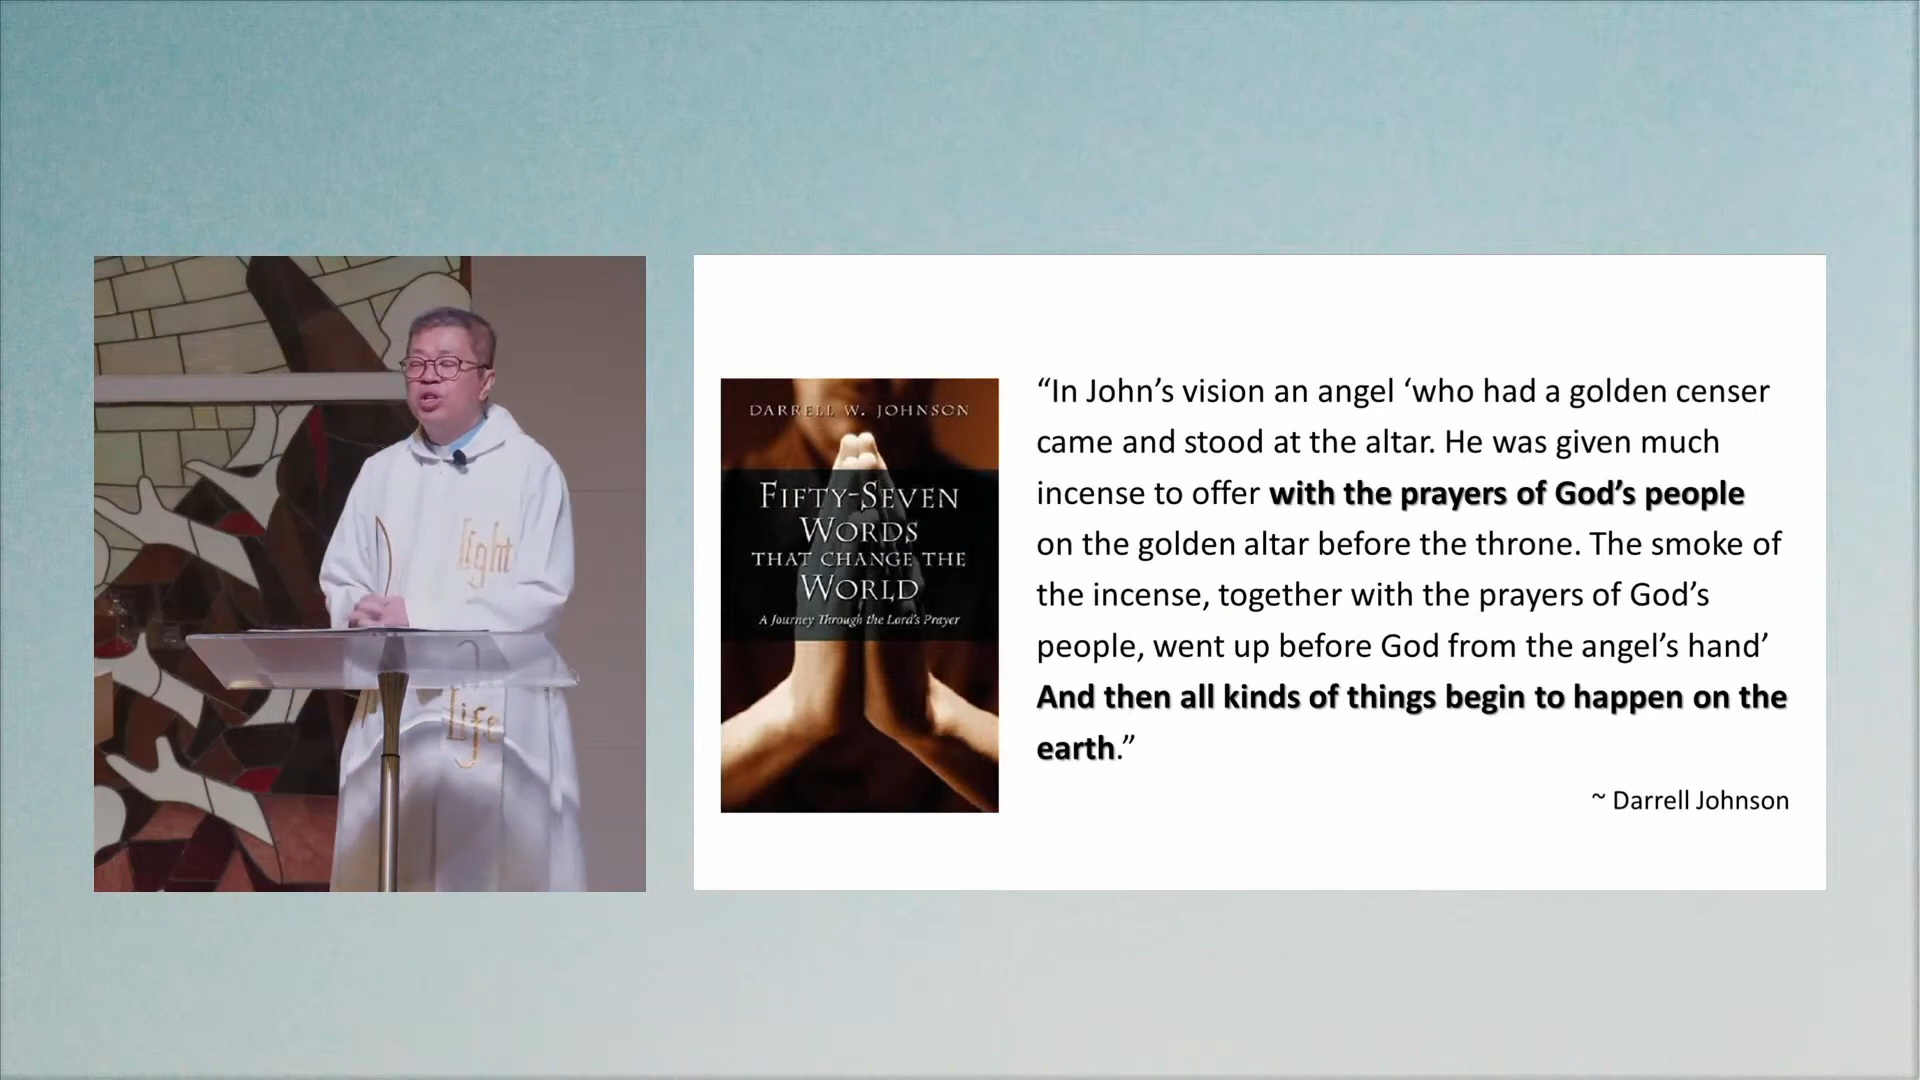 light
Life
DARRELL W. JOHNSON
FIFTY-SEVEN
WORDS
THAT CHANGE THE
WORLD
A Journey Through the Lord's Prayer
“In John’s vision an angel ‘who had a golden censer
came and stood at the altar. He was given much
incense to offer with the prayers of God’s people
on the golden altar before the throne. The smoke of
the incense, together with the prayers of God’s
people, went up before God from the angel’s hand’
And then all kinds of things begin to happen on the
earth.”
~ Darrell Johnson